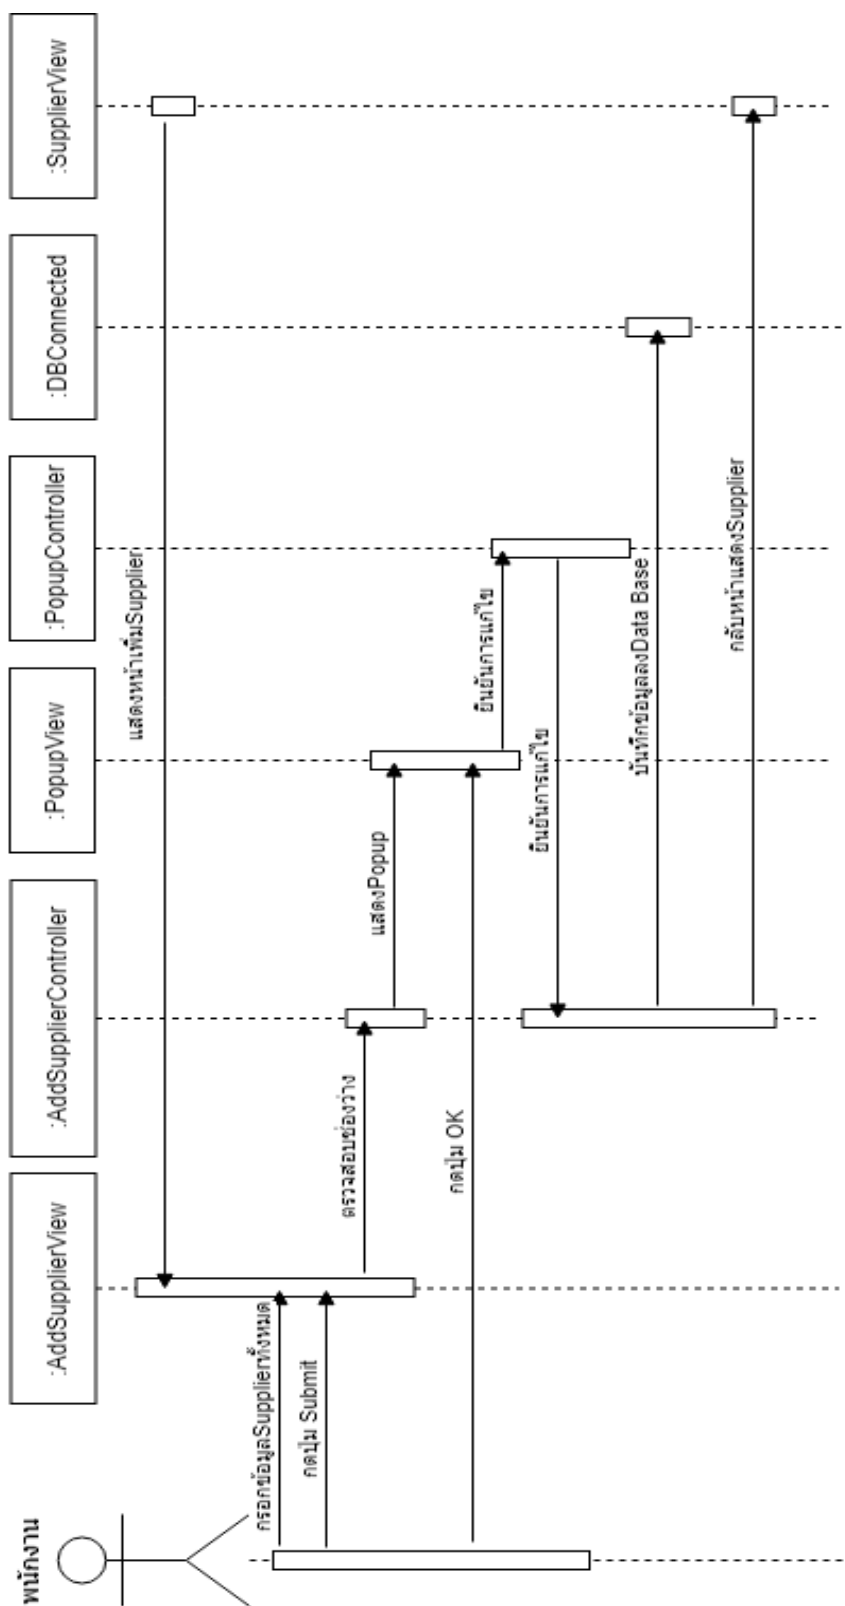 พนักงาน
:AddSupplierView
:AddSupplierController
:PopupView
:PopupController
:DBConnected
:SupplierView
แสดงหน้าเพิ่มSupplier
กรอกข้อมูลSupplierทั้งหมด
กดปุ่ม Submit
ตรวจสอบช่องว่าง
แสดงPopup
กดปุ่ม OK
ยืนยันการแก้ไข
ยืนยันการแก้ไข
บันทึกข้อมูลลงData Base
กลับหน้าแสดงSupplier